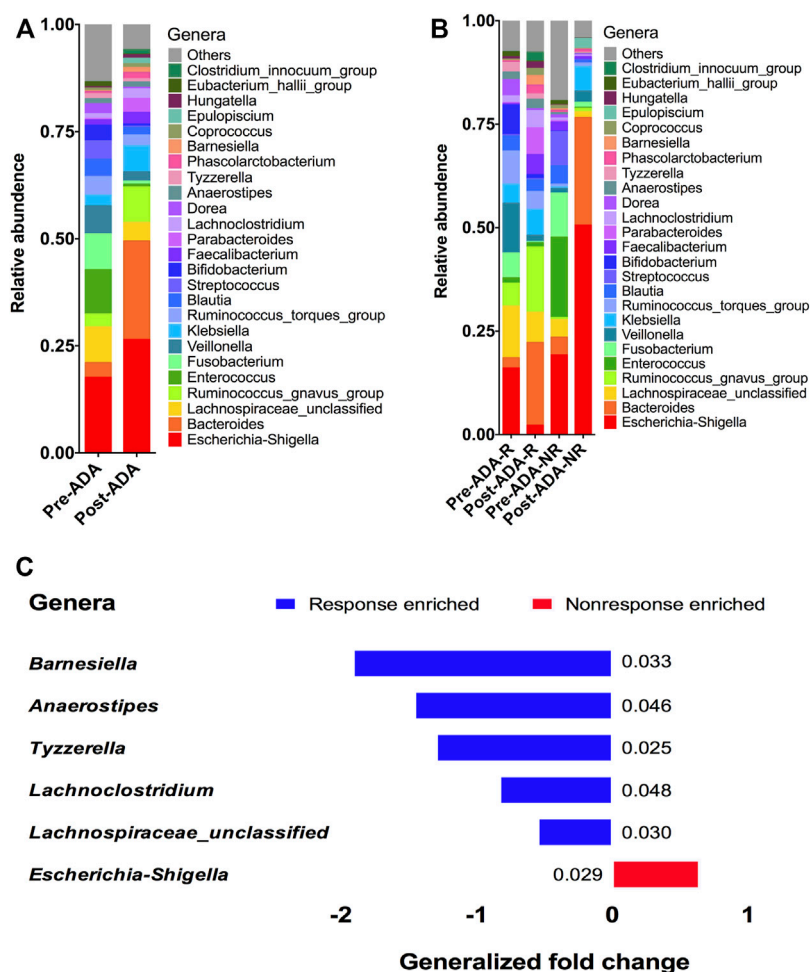 A
Relative abundance
1.00
0.75
0.50
0.25
0.00
Pre-ADA
Post-ADA
Genera
Others
Clostridium_innocuum_group
Eubacterium_hallii_group
Hungatella
Epulopiscium
Coprococcus
Barnesiella
Phascolarctobacterium
Tyzzerella
Anaerostipes
Dorea
Lachnoclostridium
Parabacteroides
Faecalibacterium
Bifidobacterium
Streptococcus
Blautia
Ruminococcus_torques_group
Klebsiella
Veillonella
Fusobacterium
Enterococcus
Ruminococcus_gnavus_group
Lachnospiraceae_unclassified
Bacteroides
Escherichia-Shigella
B
Relative abundance
1.00
0.75
0.50
0.25
0.00
Pre-ADA-R
Post-ADA-R
Pre-ADA-NR
Post-ADA-NR
Genera
Others
Clostridium_innocuum_group
Eubacterium_hallii_group
Hungatella
Epulopiscium
Coprococcus
Barnesiella
Phascolarctobacterium
Tyzzerella
Anaerostipes
Dorea
Lachnoclostridium
Parabacteroides
Faecalibacterium
Bifidobacterium
Streptococcus
Blautia
Ruminococcus_torques_group
Klebsiella
Veillonella
Fusobacterium
Enterococcus
Ruminococcus_gnavus_group
Lachnospiraceae_unclassified
Bacteroides
Escherichia-Shigella
C
Genera
Response enriched
Nonresponse enriched
Barnesiella 0.033
Anaerostipes 0.046
Tyzzerella 0.025
Lachnoclostridium 0.048
Lachnospiraceae_unclassified 0.030
Escherichia-Shigella 0.029
-2 -1 0 1
Generalized fold change